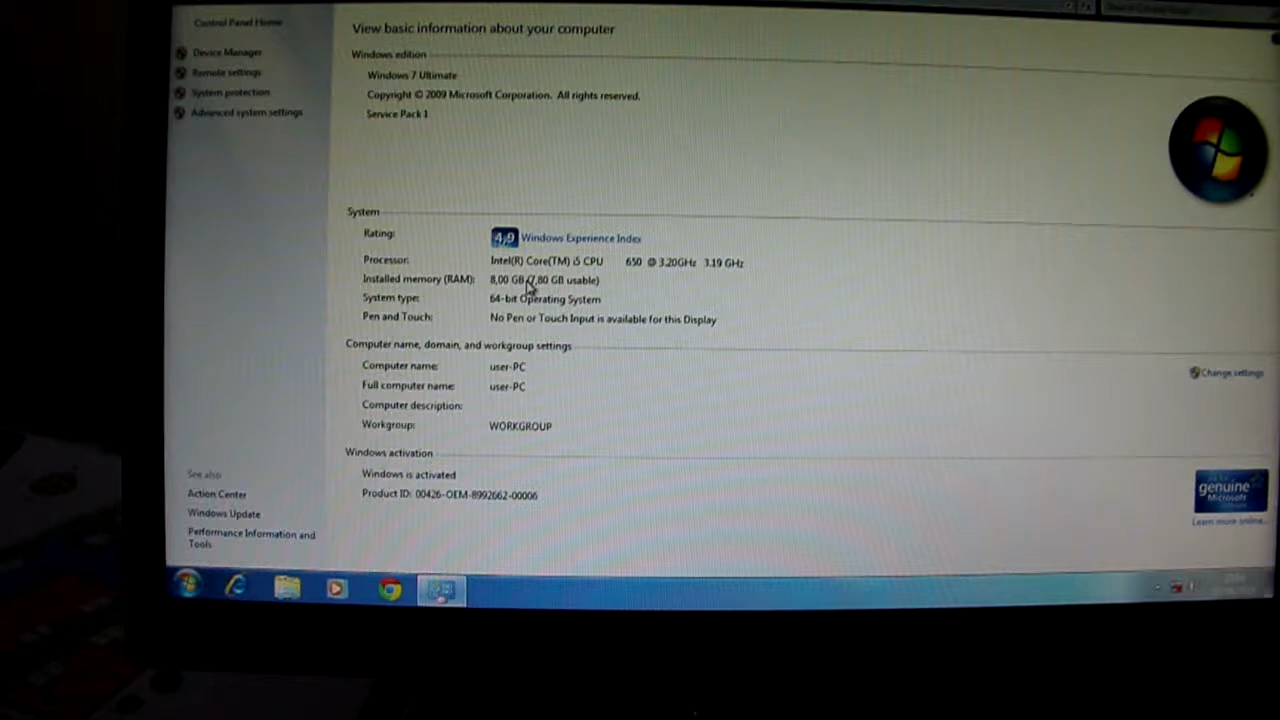 Control Panel Home
Device Manager
Remote settings
System protection
Advanced system settings
View basic information about your computer
Windows edition
Windows 7 Ultimate
Copyright © 2009 Microsoft Corporation. All rights reserved.
Service Pack 1
System
Rating: 4,9 Windows Experience Index
Processor: Intel(R) Core(TM) i5 CPU 650 @ 3.20GHz 3.19 GHz
Installed memory (RAM): 8,00 GB (7,80 GB usable)
System type: 64-bit Operating System
Pen and Touch: No Pen or Touch Input is available for this Display
Computer name, domain, and workgroup settings
Computer name: user-PC
Change settings
Full computer name: user-PC
Computer description:
Workgroup: WORKGROUP
Windows activation
Windows is activated
Product ID: 00426-OEM-8992662-00006
genuine
Microsoft
Learn more online...
See also
Action Center
Windows Update
Performance Information and
Tools